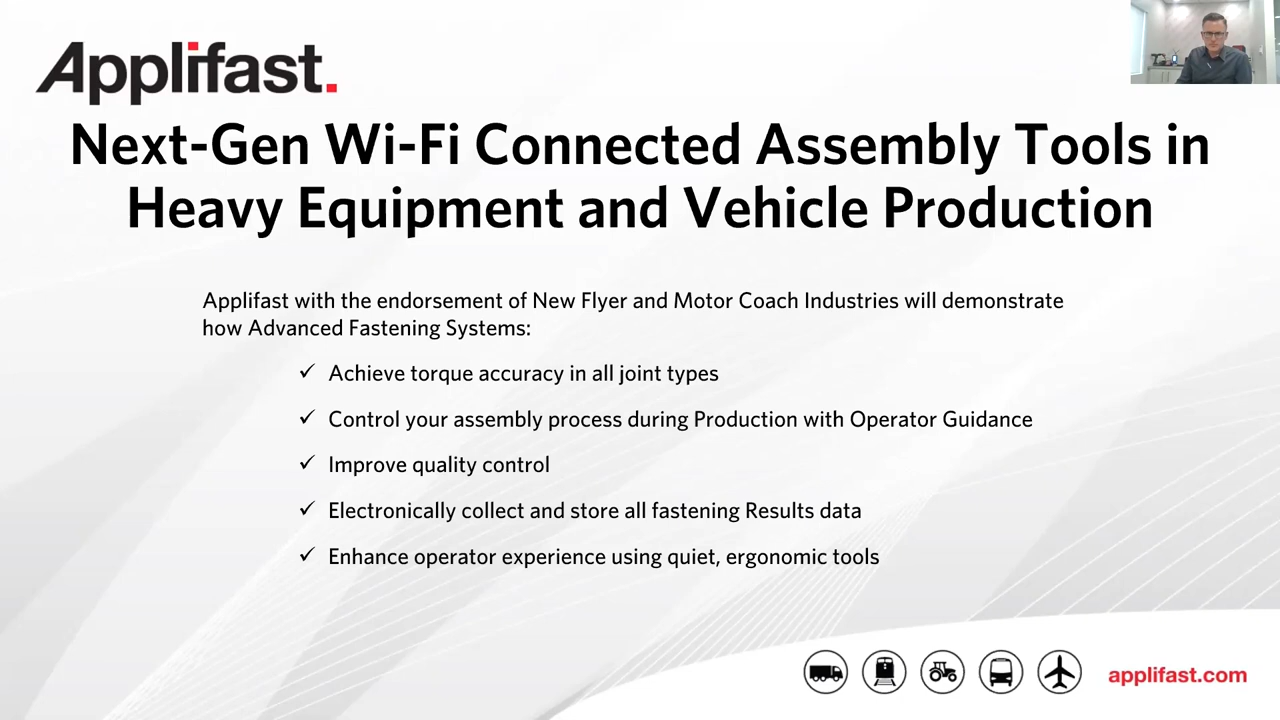 Applifast.
Next-Gen Wi-Fi Connected Assembly Tools in
Heavy Equipment and Vehicle Production
Applifast with the endorsement of New Flyer and Motor Coach Industries will demonstrate
how Advanced Fastening Systems:
✓ Achieve torque accuracy in all joint types
✓ Control your assembly process during Production with Operator Guidance
✓ Improve quality control
✓ Electronically collect and store all fastening Results data
✓ Enhance operator experience using quiet, ergonomic tools
applifast.com